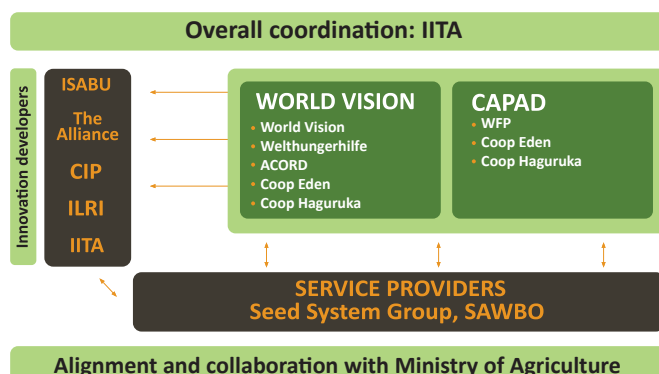 Overall coordination: IITA
Innovation developers
ISABU
The
Alliance
CIP
ILRI
IITA
WORLD VISION
• World Vision
• Welthungerhilfe
• ACORD
• Coop Eden
• Coop Haguruka
CAPAD
• WFP
• Coop Eden
• Coop Haguruka
SERVICE PROVIDERS
Seed System Group, SAWBO
Alignment and collaboration with Ministry of Agriculture